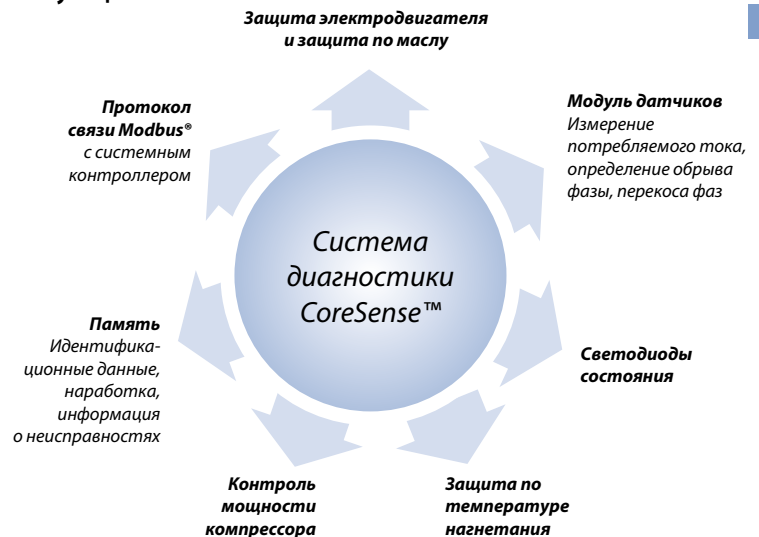 Защита электродвигателя
и защита по маслу
Протокол
связи Modbus®
с системным
контроллером
Модуль датчиков
Измерение
потребляемого тока,
определение обрыва
фазы, перекоса фаз
Система
диагностики
CoreSense™
Память
Идентифика-
ционные данные,
наработка,
информация
о неисправностях
Светодиоды
состояния
Контроль
мощности
компрессора
Защита по
температуре
нагнетания